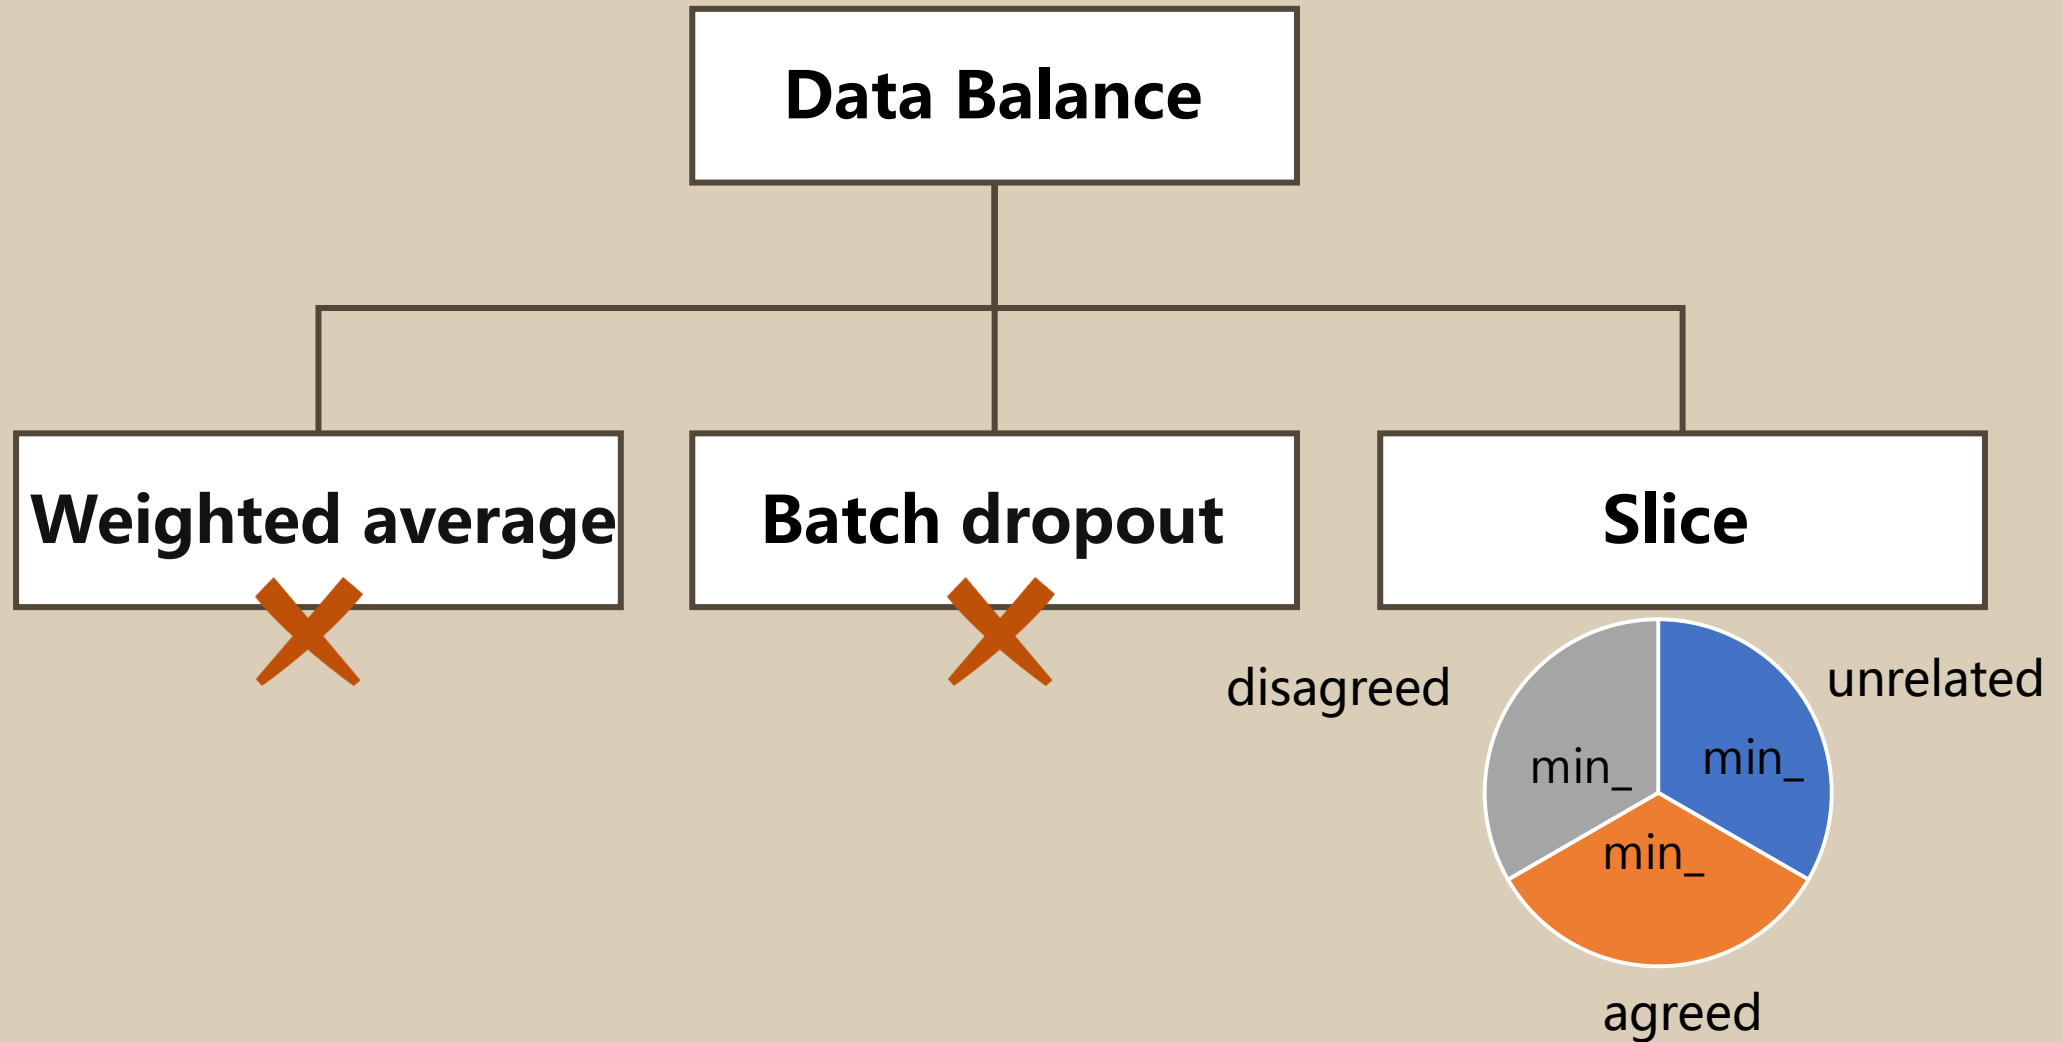 Data Balance
Weighted average
Batch dropout
Slice
disagreed
unrelated
min_
min_
min_
agreed